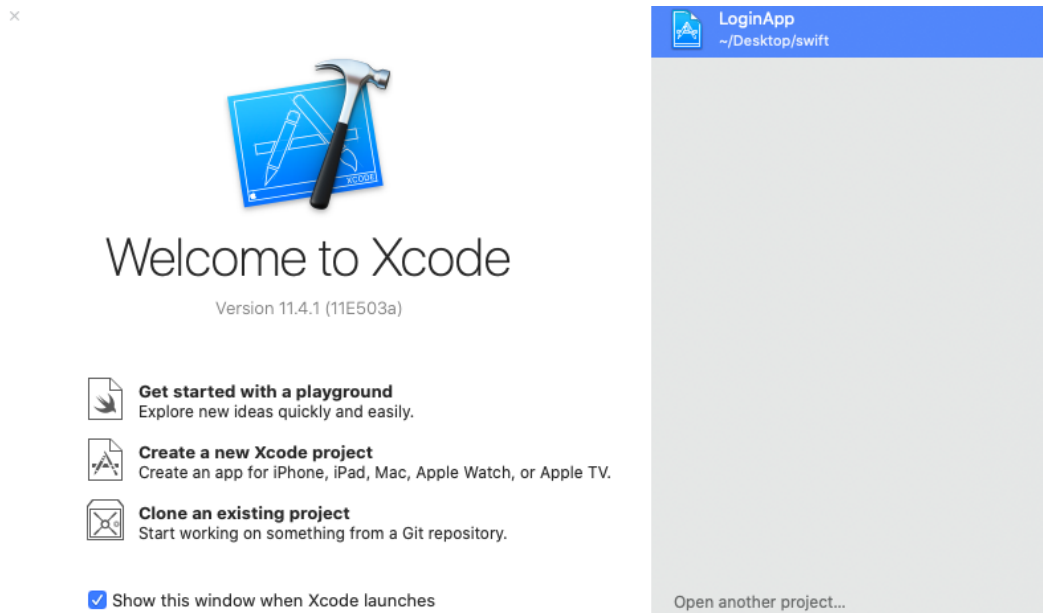 LoginApp
~/Desktop/swift
XCODE
Welcome to Xcode
Version 11.4.1 (11E503a)
Get started with a playground
Explore new ideas quickly and easily.
Create a new Xcode project
Create an app for iPhone, iPad, Mac, Apple Watch, or Apple TV.
Clone an existing project
Start working on something from a Git repository.
Show this window when Xcode launches
Open another project...